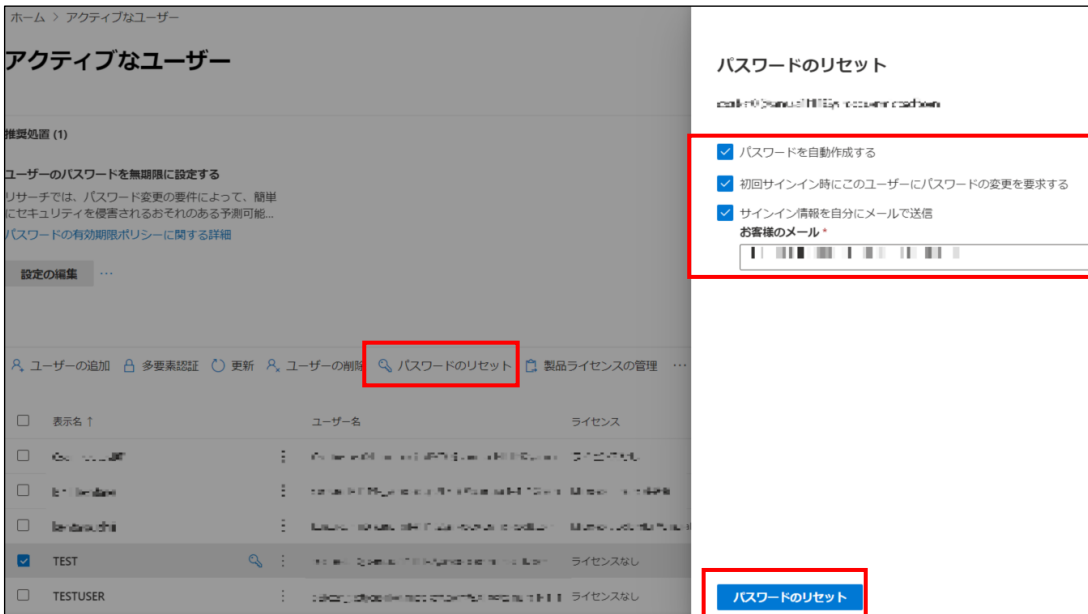 ホーム > アクティブなユーザー
アクティブなユーザー
推奨処置 (1)
ユーザーのパスワードを無期限に設定する
リサーチでは、パスワード変更の要件によって、簡単
にセキュリティを侵害されるおそれのある予測可能...
パスワードの有効期限ポリシーに関する詳細
設定の編集 ···
ユーザーの追加 多要素認証 更新 ユーザーの削除 パスワードのリセット 製品ライセンスの管理 ···
表示名 ↑ ユーザー名 ライセンス
TEST ライセンスなし
TESTUSER ライセンスなし
パスワードのリセット
パスワードを自動作成する
初回サインイン時にこのユーザーにパスワードの変更を要求する
サインイン情報を自分にメールで送信
お客様のメール *
パスワードのリセット